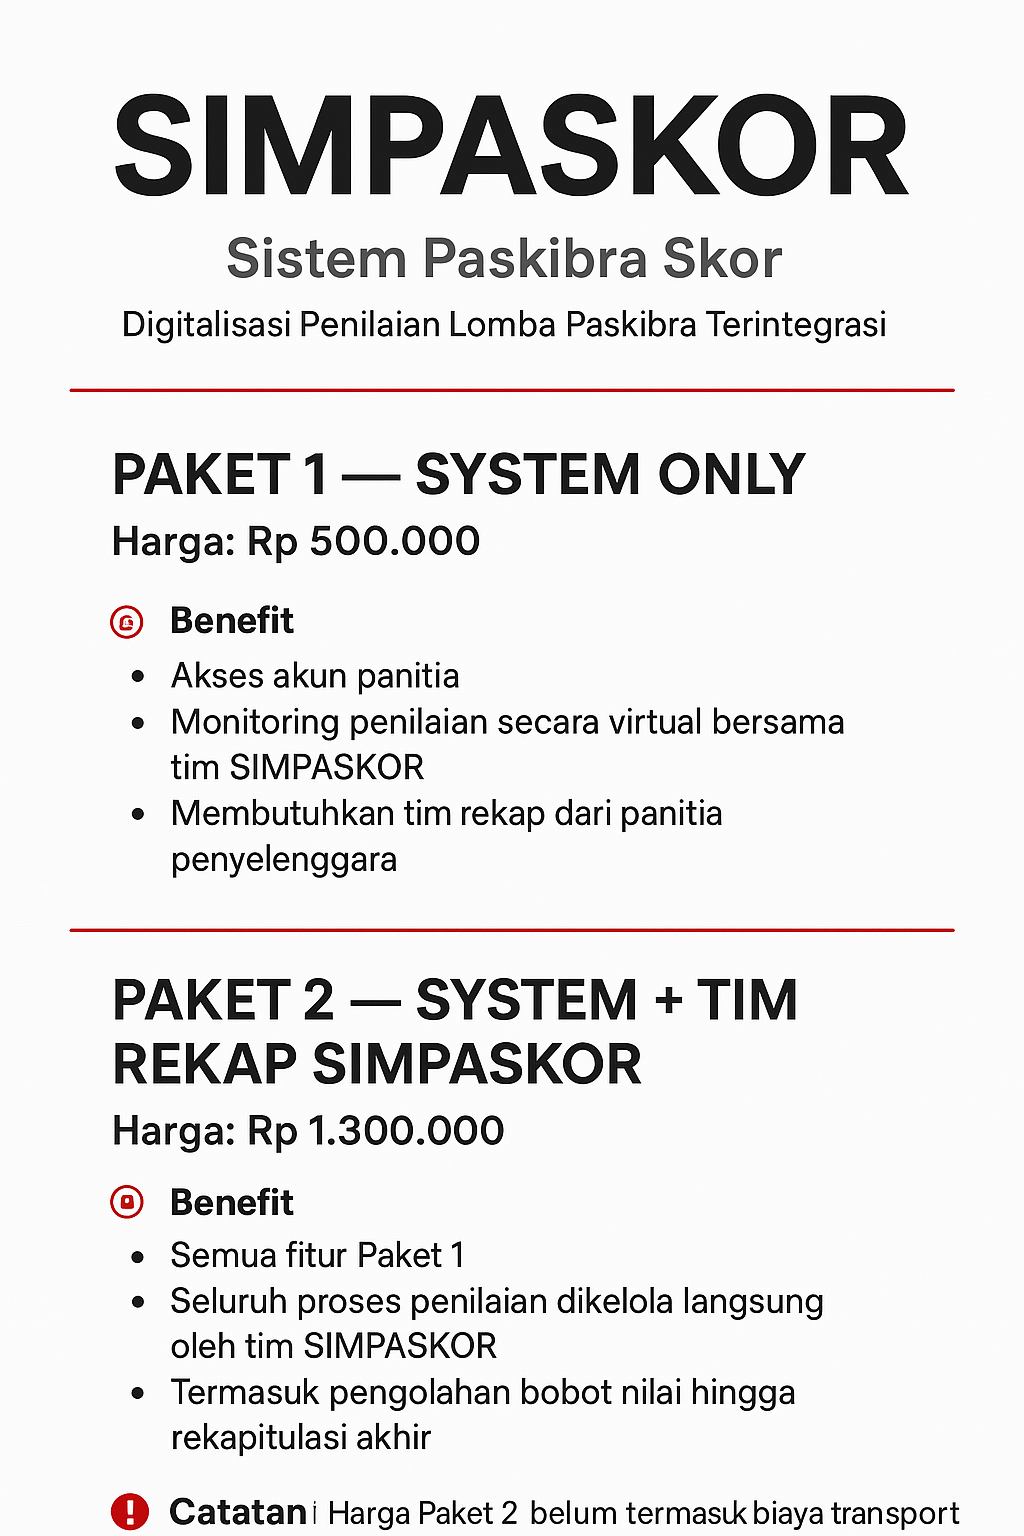 SIMPASKOR
Sistem Paskibra Skor
Digitalisasi Penilaian Lomba Paskibra Terintegrasi
PAKET 1 — SYSTEM ONLY
Harga: Rp 500.000
Benefit
• Akses akun panitia
• Monitoring penilaian secara virtual bersama
tim SIMPASKOR
• Membutuhkan tim rekap dari panitia
penyelenggara
PAKET 2 — SYSTEM + TIM
REKAP SIMPASKOR
Harga: Rp 1.300.000
Benefit
• Semua fitur Paket 1
• Seluruh proses penilaian dikelola langsung
oleh tim SIMPASKOR
• Termasuk pengolahan bobot nilai hingga
rekapitulasi akhir
Catatan Harga Paket 2 belum termasuk biaya transport